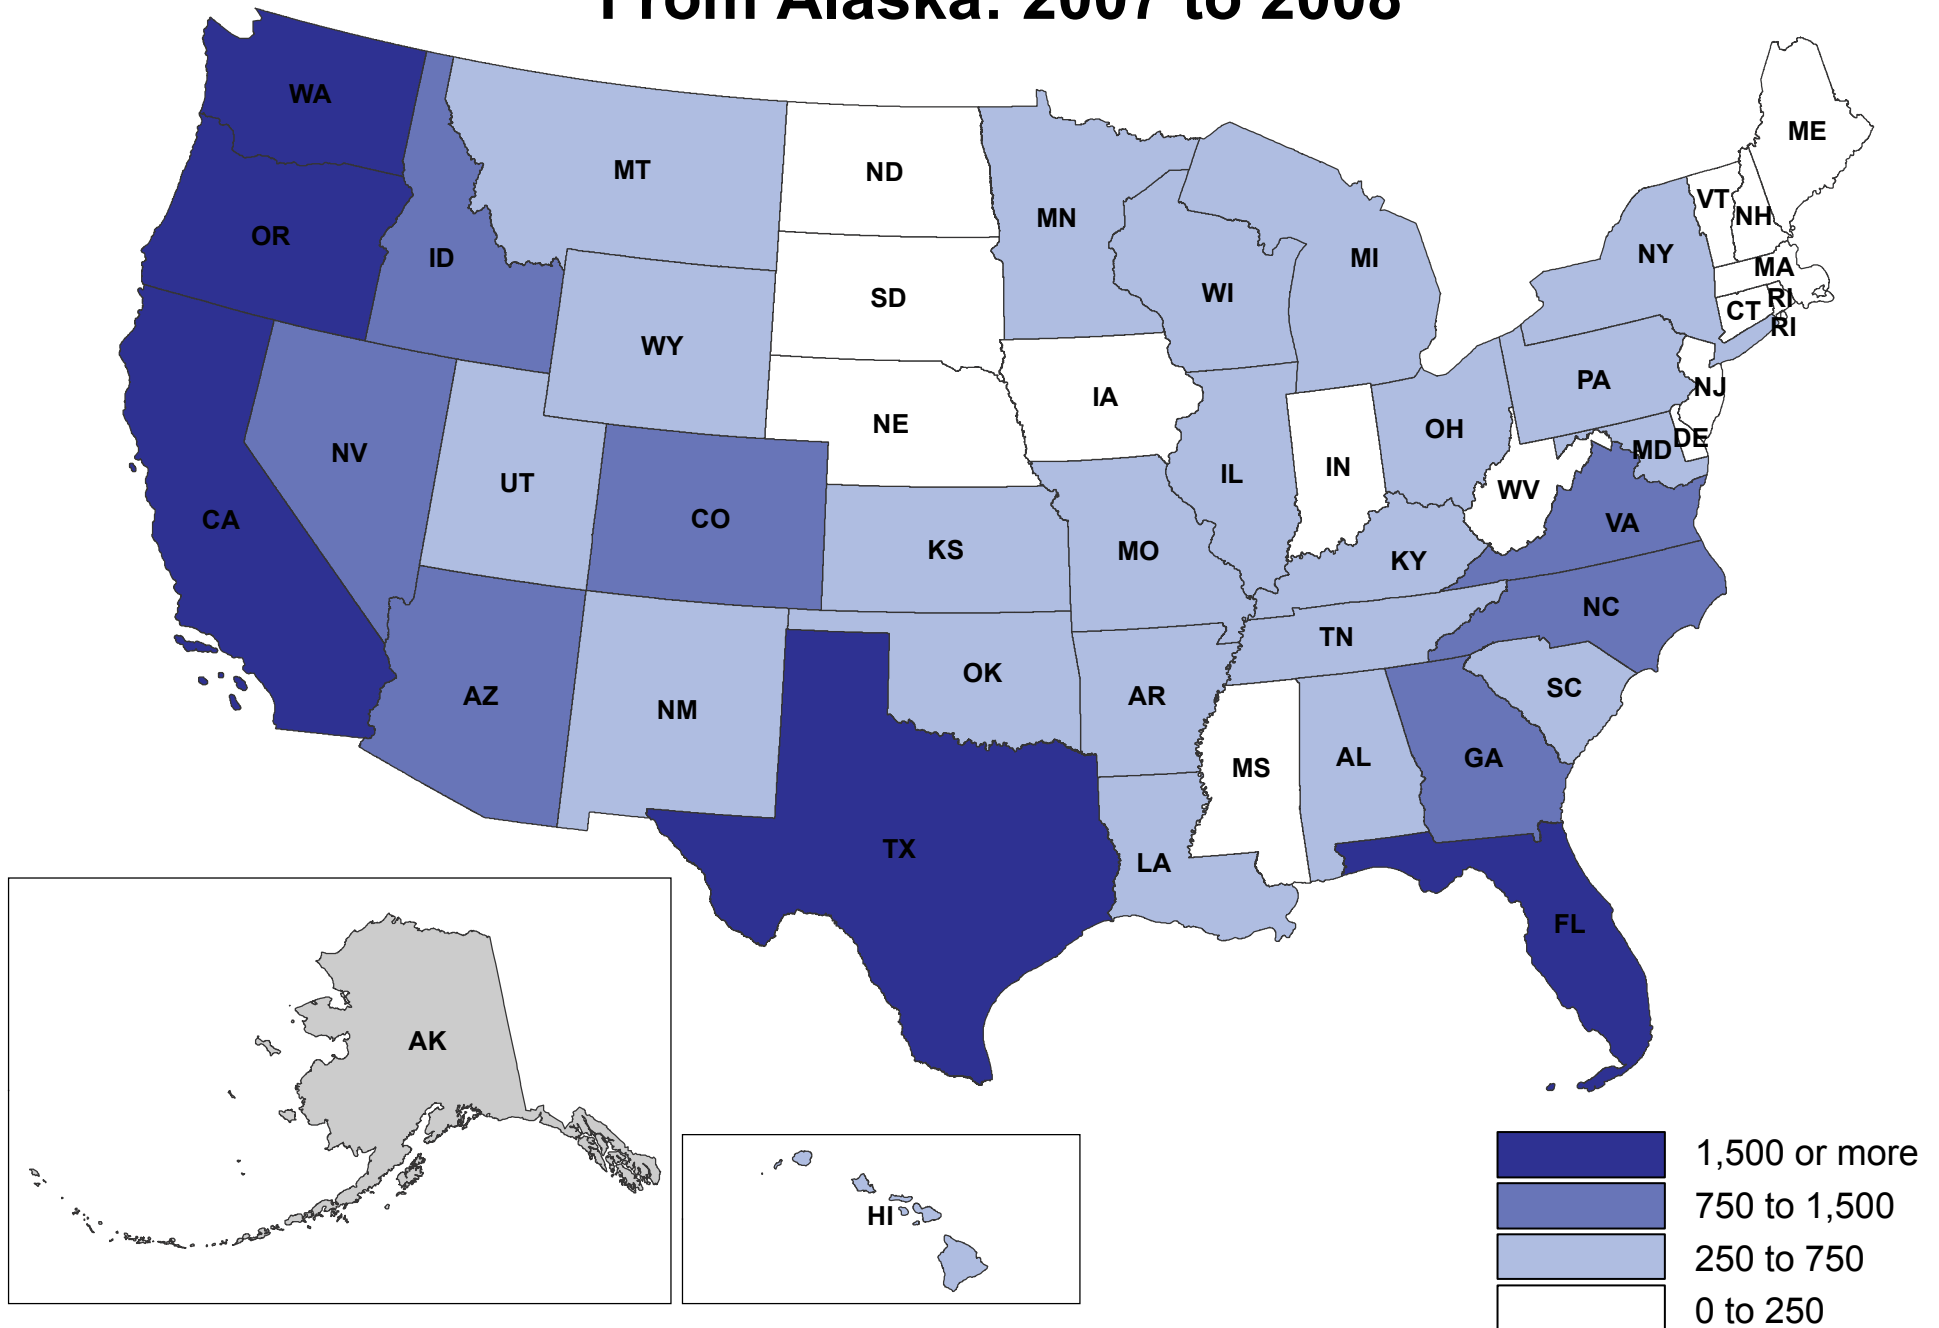 From Alaska: 2007 to 2008
WA
OR
CA
ID
NV
MT
WY
UT
AZ
CO
NM
ND
SD
NE
KS
OK
TX
MN
IA
MO
AR
LA
WI
IL
MI
IN
OH
KY
TN
MS
AL
GA
FL
SC
NC
VA
WV
MD
DE
PA
NJ
NY
CT
RI
RI
MA
VT
NH
ME
AK
HI
1,500 or more
750 to 1,500
250 to 750
0 to 250